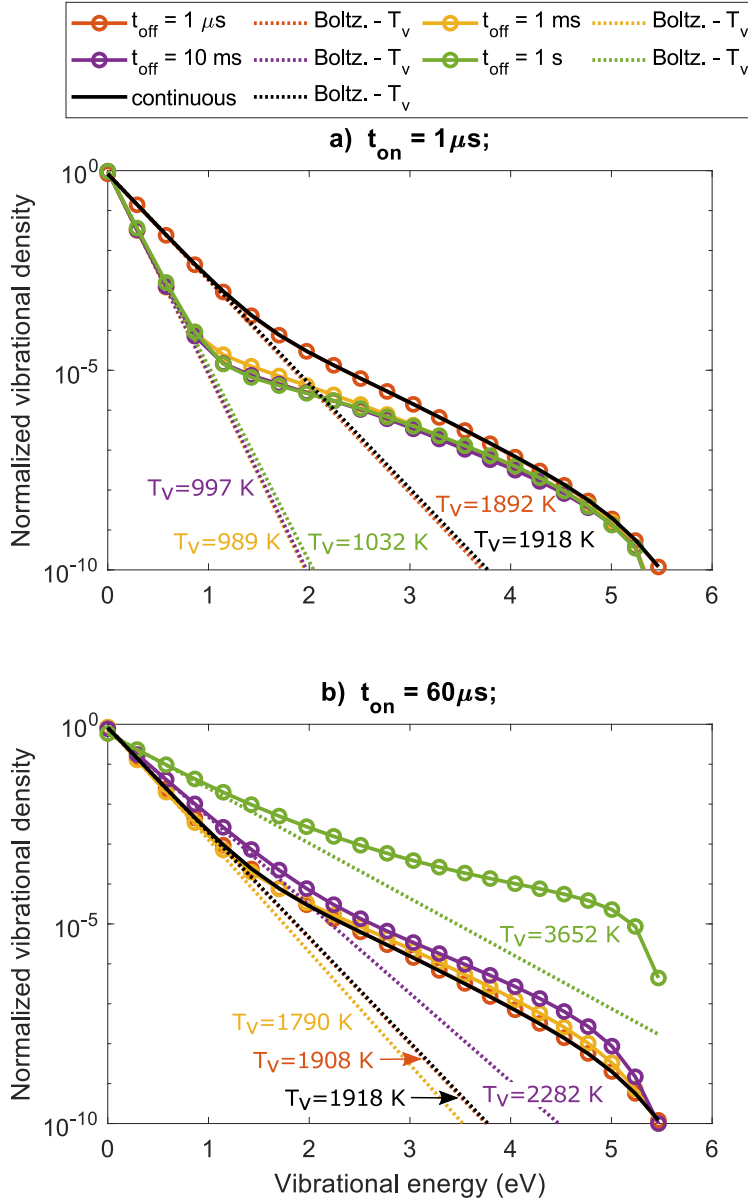 t_off = 1 μs Boltz. - T_v t_off = 1 ms Boltz. - T_v
t_off = 10 ms Boltz. - T_v t_off = 1 s Boltz. - T_v
continuous Boltz. - T_v
a) t_on = 1μs;
Normalized vibrational density
10^0
10^-5
10^-10
T_v=997 K
T_v=989 K
T_v=1032 K
T_v=1892 K
T_v=1918 K
0 1 2 3 4 5 6
b) t_on = 60μs;
Normalized vibrational density
10^0
10^-5
10^-10
T_v=3652 K
T_v=1790 K
T_v=1908 K
T_v=1918 K
T_v=2282 K
0 1 2 3 4 5 6
Vibrational energy (eV)